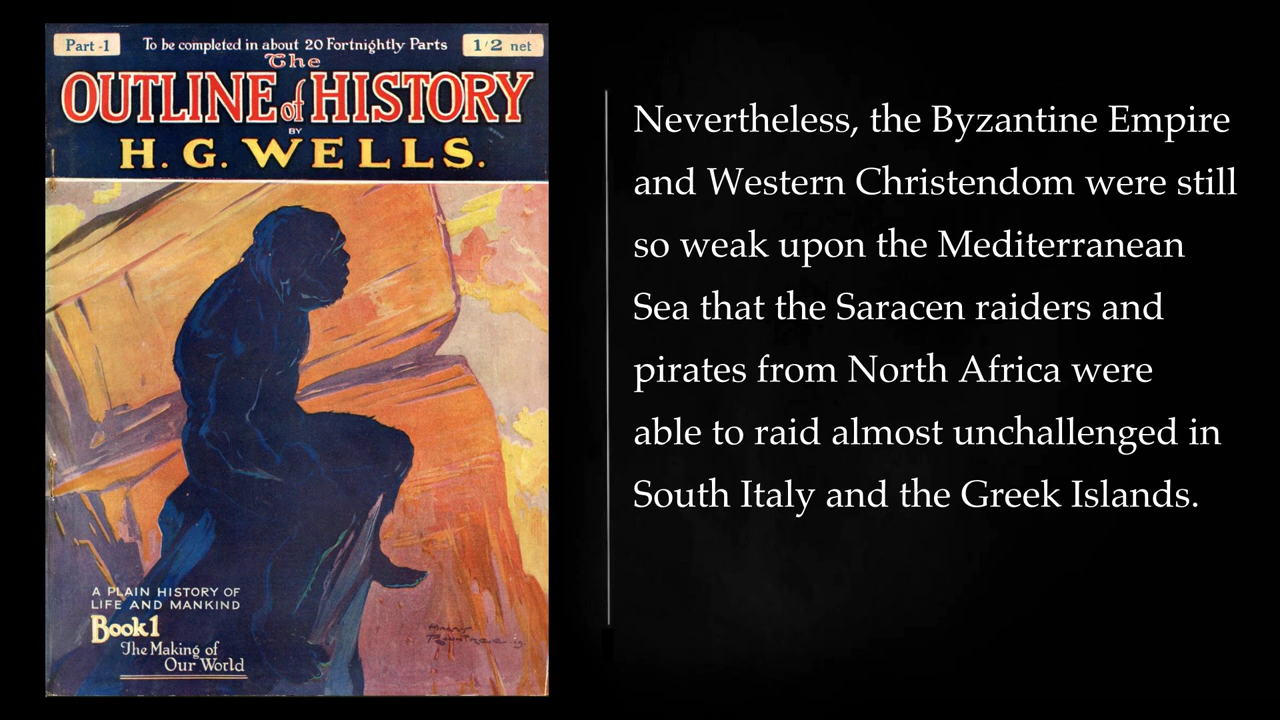 Part -1
To be completed in about 20 Fortnightly Parts
1/2 net
The
OUTLINE of HISTORY
BY
H. G. WELLS.
A PLAIN HISTORY OF
LIFE AND MANKIND
Book 1
The Making of
Our World
Nevertheless, the Byzantine Empire
and Western Christendom were still
so weak upon the Mediterranean
Sea that the Saracen raiders and
pirates from North Africa were
able to raid almost unchallenged in
South Italy and the Greek Islands.